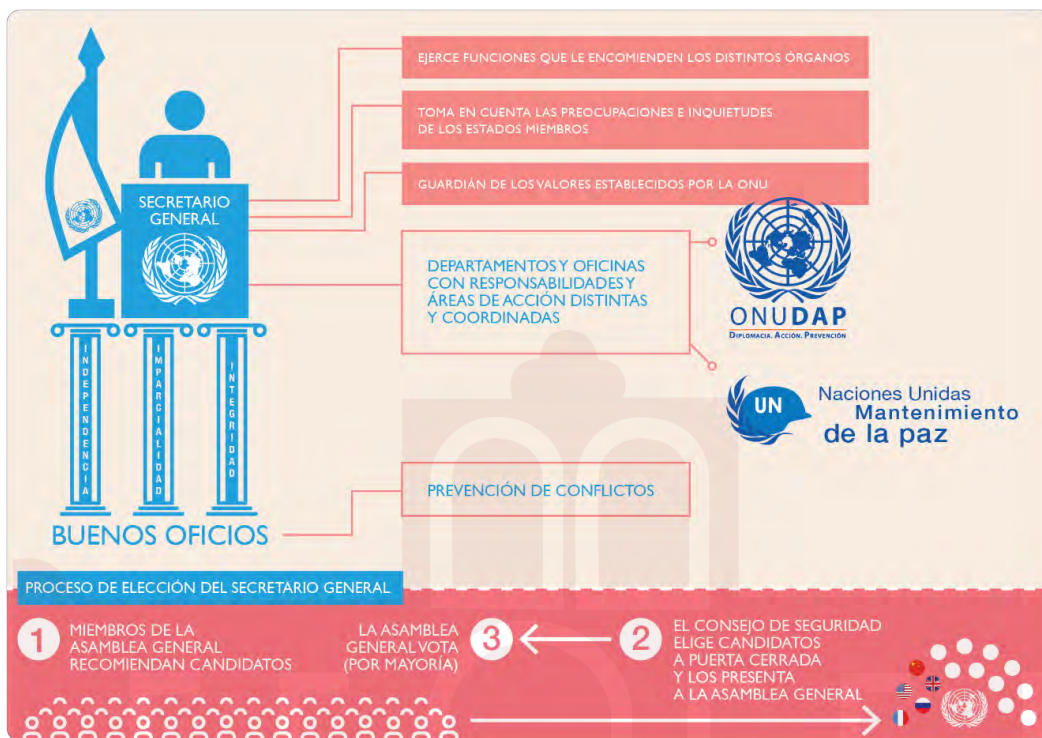 EJERCE FUNCIONES QUE LE ENCOMIENDEN LOS DISTINTOS ÓRGANOS
TOMA EN CUENTA LAS PREOCUPACIONES E INQUIETUDES
DE LOS ESTADOS MIEMBROS
GUARDIÁN DE LOS VALORES ESTABLECIDOS POR LA ONU
SECRETARIO
GENERAL
DEPARTAMENTOS Y OFICINAS
CON RESPONSABILIDADES Y
ÁREAS DE ACCIÓN DISTINTAS
Y COORDINADAS
ONUDAP
DIPLOMACIA. ACCIÓN. PREVENCIÓN
UN
Naciones Unidas
Mantenimiento
de la paz
INDEPENDENCIA
IMPARCIALIDAD
INTEGRIDAD
BUENOS OFICIOS
PREVENCIÓN DE CONFLICTOS
PROCESO DE ELECCIÓN DEL SECRETARIO GENERAL
1
MIEMBROS DE LA
ASAMBLEA GENERAL
RECOMIENDAN CANDIDATOS
LA ASAMBLEA
GENERAL VOTA
(POR MAYORÍA)
3
2
EL CONSEJO DE SEGURIDAD
ELIGE CANDIDATOS
A PUERTA CERRADA
Y LOS PRESENTA
A LA ASAMBLEA GENERAL